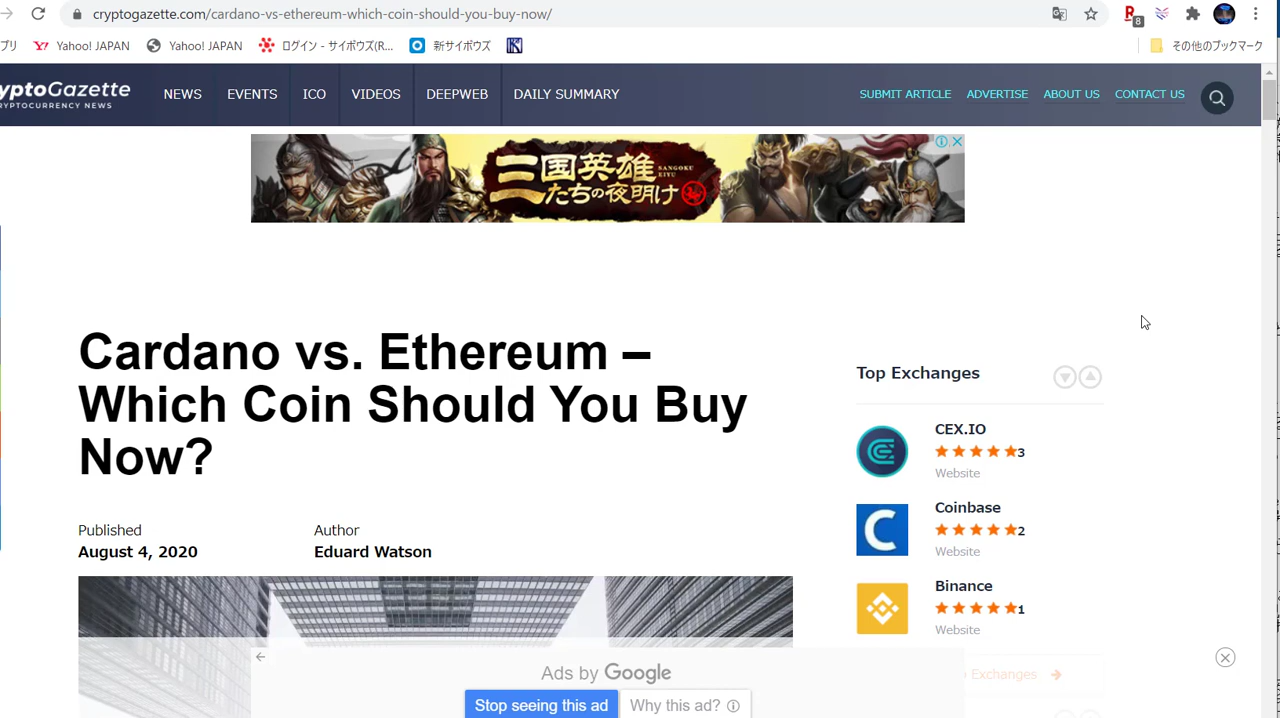 cryptogazette.com/cardano-vs-ethereum-which-coin-should-you-buy-now/
8
プリ Yahoo! JAPAN Yahoo! JAPAN ログイン - サイボウズ(R... 新サイボウズ その他のブックマーク
yptoGazette
RYPTOCURRENCY NEWS
NEWS EVENTS ICO VIDEOS DEEPWEB DAILY SUMMARY SUBMIT ARTICLE ADVERTISE ABOUT US CONTACT US
三国英雄
たちの夜明け
SANGOKU
EIYU
Cardano vs. Ethereum –
Which Coin Should You Buy
Now?
Published
August 4, 2020
Author
Eduard Watson
Top Exchanges
CEX.IO
3
Website
Coinbase
2
Website
Binance
1
Website
Exchanges
Ads by Google
Stop seeing this ad
Why this ad?